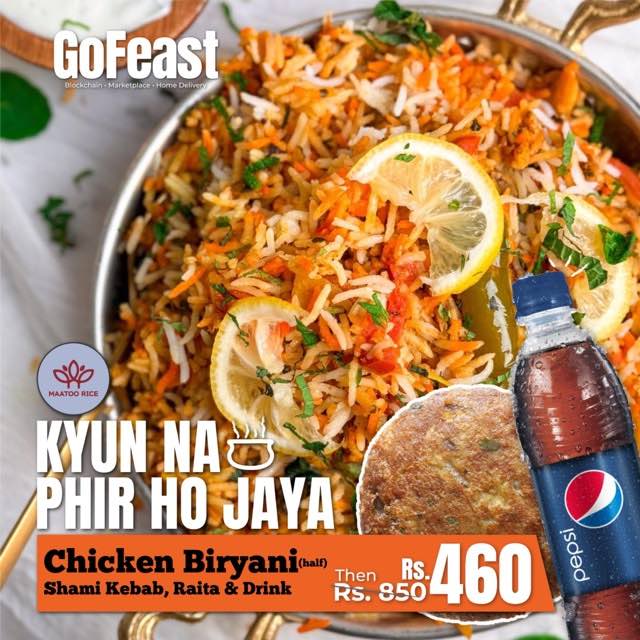 GoFeast
Blockchain - Marketplace - Home Delivery
MAATOO RICE
KYUN NA
PHIR HO JAYA
Chicken Biryani (half)
Shami Kebab, Raita & Drink
Then
Rs. 850
Rs. 460
pepsi